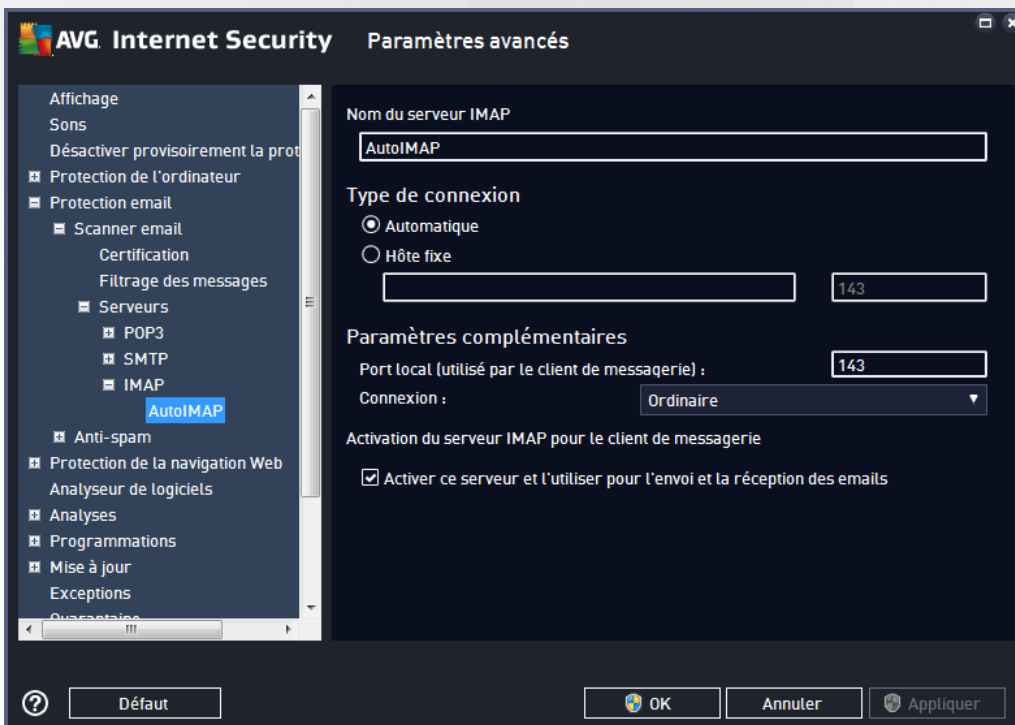 AVG. Internet Security Paramètres avancés
Affichage
Sons
Désactiver provisoirement la prot
Protection de l'ordinateur
Protection email
Scanner email
Certification
Filtrage des messages
Serveurs
POP3
SMTP
IMAP
AutoIMAP
Anti-spam
Protection de la navigation Web
Analyseur de logiciels
Analyses
Programmations
Mise à jour
Exceptions
Quarantaine
Nom du serveur IMAP
AutoIMAP
Type de connexion
Automatique
Hôte fixe
143
Paramètres complémentaires
Port local (utilisé par le client de messagerie) : 143
Connexion : Ordinaire
Activation du serveur IMAP pour le client de messagerie
Activer ce serveur et l'utiliser pour l'envoi et la réception des emails
? Défaut OK Annuler Appliquer